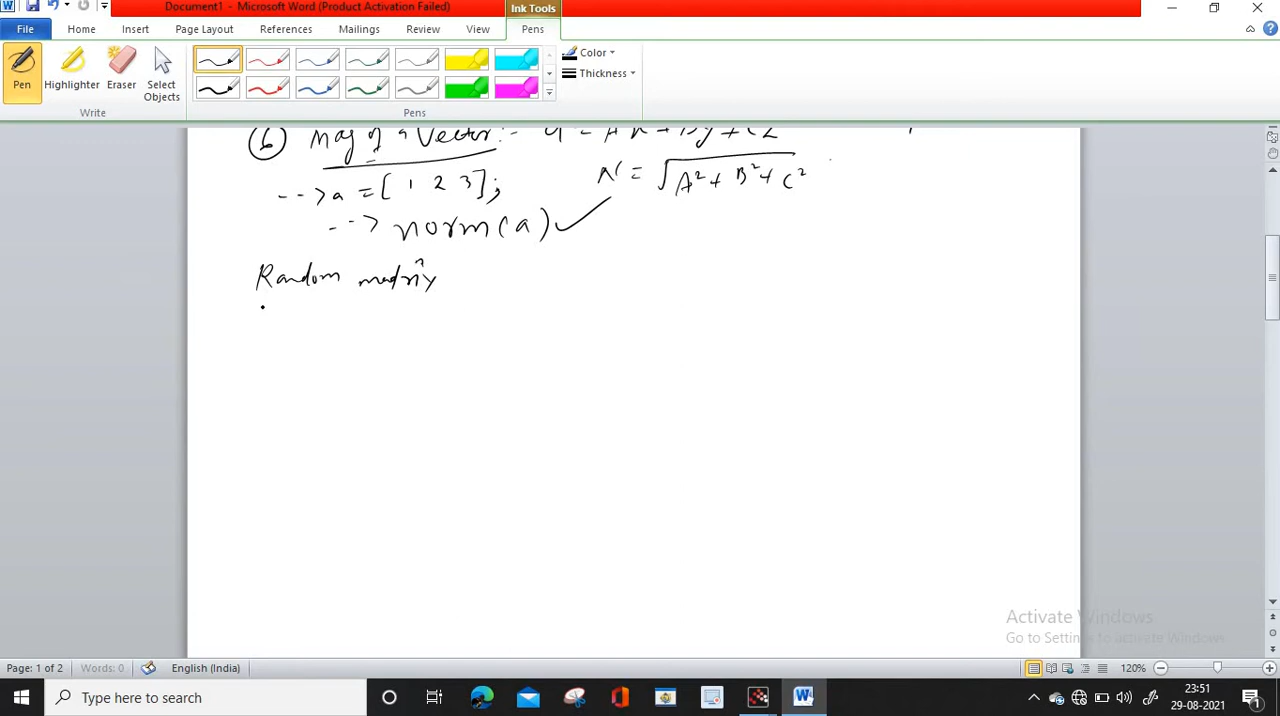 Document1 - Microsoft Word (Product Activation Failed)
Ink Tools
File Home Insert Page Layout References Mailings Review View Pens
Pen Highlighter Eraser Select Objects
Color
Thickness
Write Pens
6 Mag of a Vector :-
--> a = [ 1 2 3 ];
= √A² + B² + C²
--> norm(a) ✓
Random matrix
Activate Windows
Go to Settings to activate Windows.
Page: 1 of 2 Words: 0 English (India) 120%
Type here to search
23:51
29-08-2021